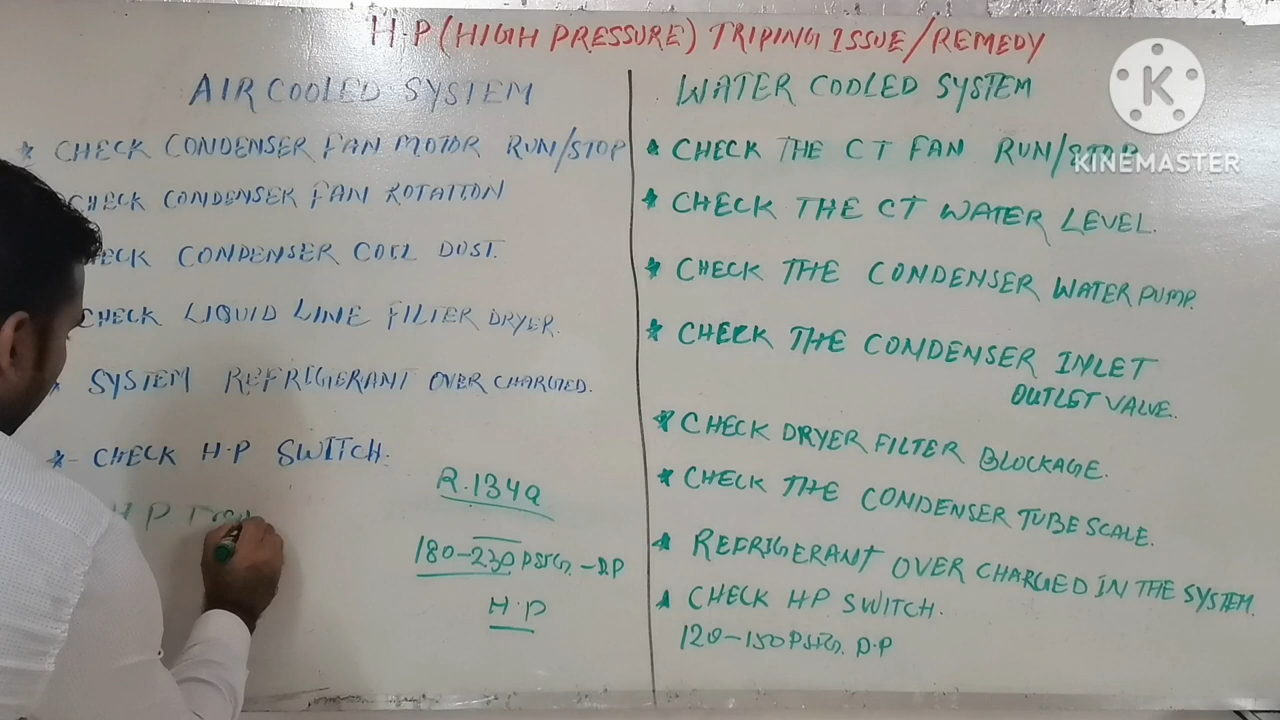 H.P (HIGH PRESSURE) TRIPING ISSUE/REMEDY
AIR COOLED SYSTEM
* CHECK CONDENSER FAN MOTOR RUN/STOP
CHECK CONDENSER FAN ROTATION
ECK CONDENSER COIL DUST.
CHECK LIQUID LINE FILTER DRYER.
* SYSTEM REFRIGERANT OVER CHARGED.
*- CHECK H.P SWITCH.
H P
R.134a
180-230 PSIG. - D.P
H.P
WATER COOLED SYSTEM
* CHECK THE CT FAN RUN/STOP
* CHECK THE CT WATER LEVEL.
* CHECK THE CONDENSER WATER PUMP.
* CHECK THE CONDENSER INLET
OUTLET VALVE.
* CHECK DRYER FILTER BLOCKAGE.
* CHECK THE CONDENSER TUBE SCALE.
* REFRIGERANT OVER CHARGED IN THE SYSTEM.
* CHECK HP SWITCH.
120-150 PSIG. D.P
K
KINEMASTER